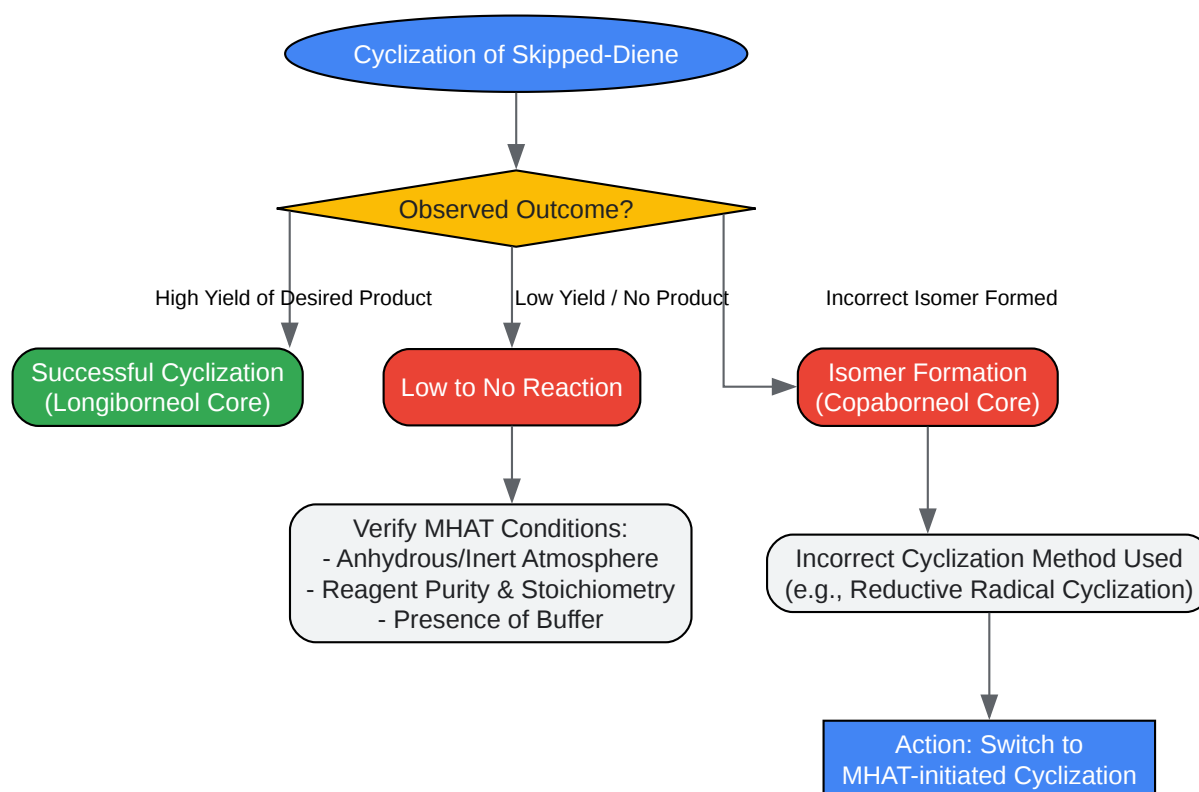 Cyclization of Skipped-Diene
Observed Outcome?
High Yield of Desired Product
Low Yield / No Product
Incorrect Isomer Formed
Successful Cyclization
(Longiborneol Core)
Low to No Reaction
Isomer Formation
(Copaborneol Core)
Verify MHAT Conditions:
- Anhydrous/Inert Atmosphere
- Reagent Purity & Stoichiometry
- Presence of Buffer
Incorrect Cyclization Method Used
(e.g., Reductive Radical Cyclization)
Action: Switch to
MHAT-initiated Cyclization